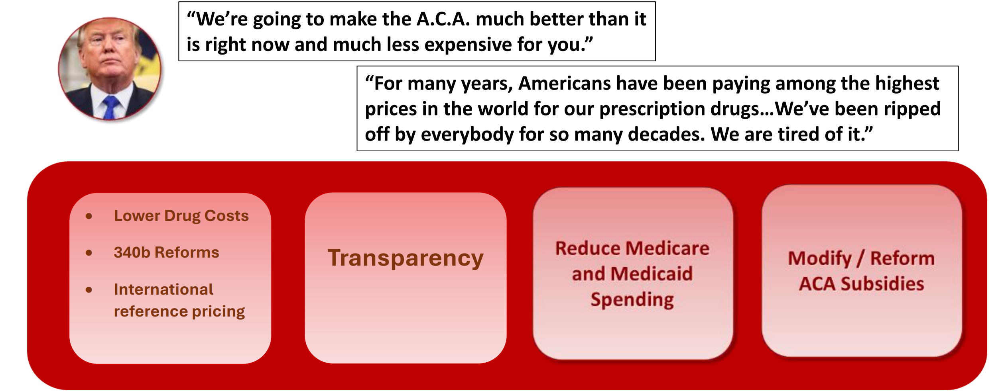 “We’re going to make the A.C.A. much better than it
is right now and much less expensive for you.”
“For many years, Americans have been paying among the highest
prices in the world for our prescription drugs...We’ve been ripped
off by everybody for so many decades. We are tired of it.”
• Lower Drug Costs
• 340b Reforms
• International
reference pricing
Transparency
Reduce Medicare
and Medicaid
Spending
Modify / Reform
ACA Subsidies